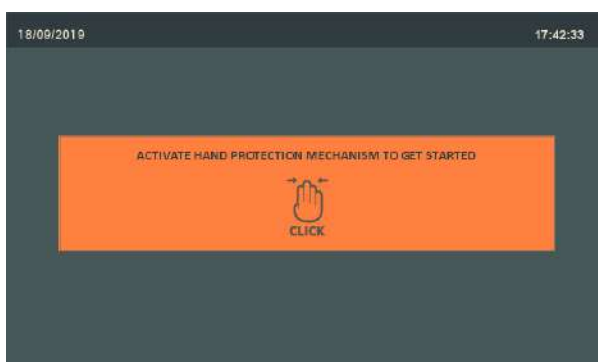 18/09/2019 17:42:33
ACTIVATE HAND PROTECTION MECHANISM TO GET STARTED
CLICK